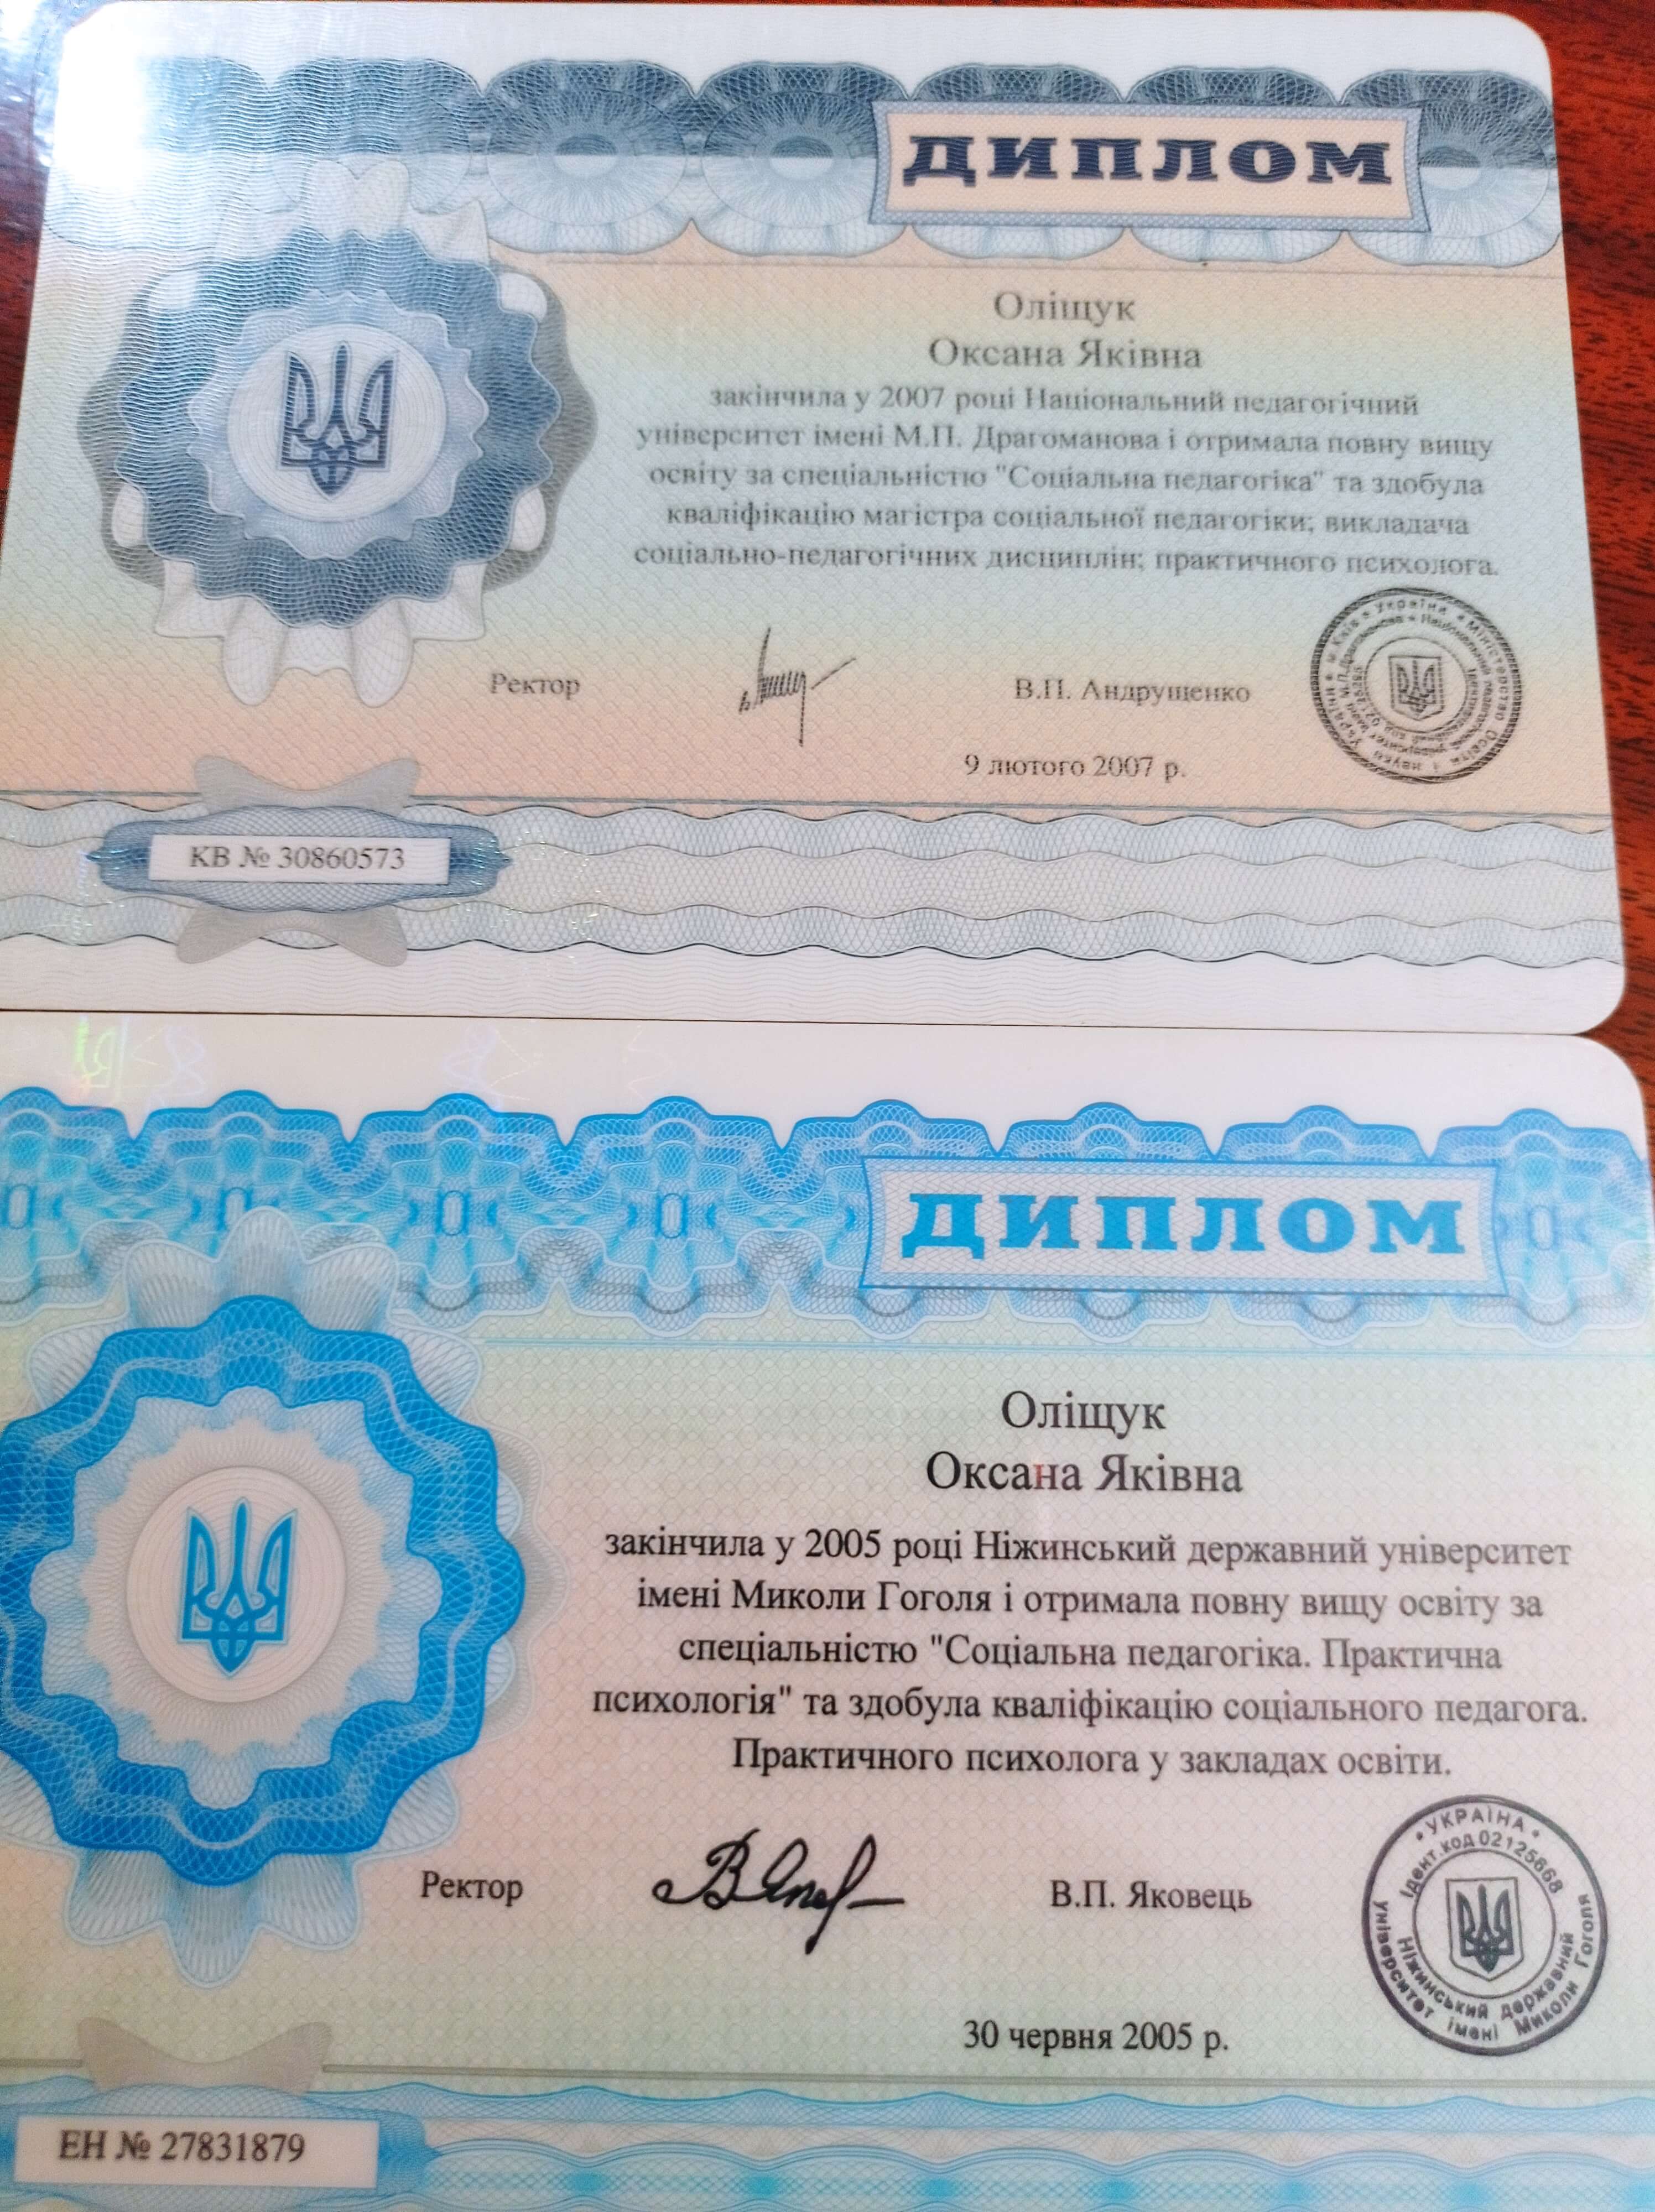 ДИПЛОМ
Оліщук
Оксана Яківна
закінчила у 2007 році Національний педагогічний
університет імені М.П. Драгоманова і отримала повну вищу
освіту за спеціальністю "Соціальна педагогіка" та здобула
кваліфікацію магістра соціальної педагогіки; викладача
соціально-педагогічних дисциплін; практичного психолога.
Ректор В.П. Андрущенко
9 лютого 2007 р.
КВ № 30860573
ДИПЛОМ
Оліщук
Оксана Яківна
закінчила у 2005 році Ніжинський державний університет
імені Миколи Гоголя і отримала повну вищу освіту за
спеціальністю "Соціальна педагогіка. Практична
психологія" та здобула кваліфікацію соціального педагога.
Практичного психолога у закладах освіти.
Ректор В.П. Яковець
УКРАЇНА
Ідент. код 02125668
Ніжинський державний
університет імені Миколи Гоголя
30 червня 2005 р.
ЕН № 27831879